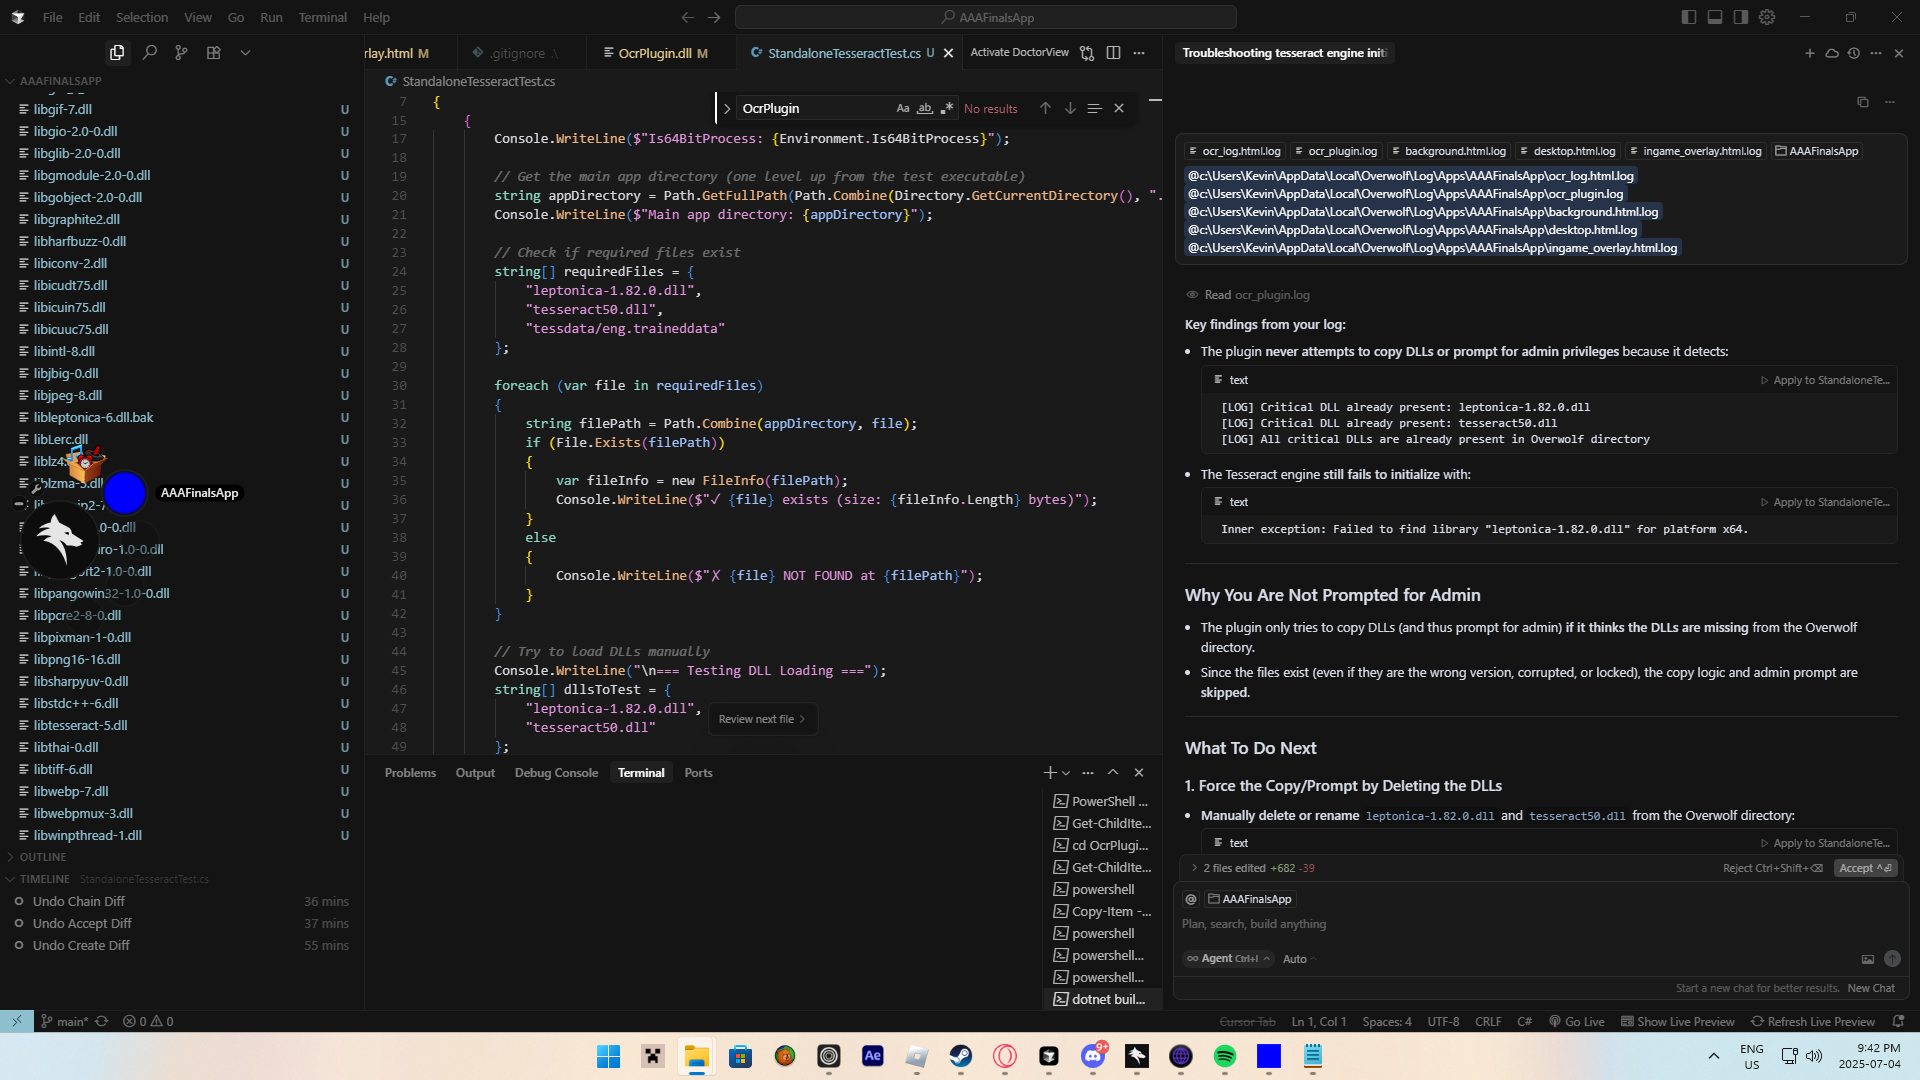 File Edit Selection View Go Run Terminal Help
AAAFinalsApp
AAAFINALSAPP
libgif-7.dll U
libgio-2.0-0.dll U
libglib-2.0-0.dll U
libgmodule-2.0-0.dll U
libgobject-2.0-0.dll U
libgraphite2.dll U
libharfbuzz-0.dll U
libiconv-2.dll U
libicudt75.dll U
libicuin75.dll U
libicuuc75.dll U
libintl-8.dll U
libjbig-0.dll U
libjpeg-8.dll U
libleptonica-6.dll.bak U
libLerc.dll U
liblz4. U
liblzma-5.dll U
U
U
U
U
libpangowin32-1.0-0.dll U
libpcre2-8-0.dll U
libpixman-1-0.dll U
libpng16-16.dll U
libsharpyuv-0.dll U
libstdc++-6.dll U
libtesseract-5.dll U
libthai-0.dll U
libtiff-6.dll U
libwebp-7.dll U
libwebpmux-3.dll U
libwinpthread-1.dll U
AAAFinalsApp
OUTLINE
TIMELINE StandaloneTesseractTest.cs
Undo Chain Diff 36 mins
Undo Accept Diff 37 mins
Undo Create Diff 55 mins
rlay.html M .gitignore OcrPlugin.dll M StandaloneTesseractTest.cs U Activate DoctorView
StandaloneTesseractTest.cs
OcrPlugin Aa ab .* No results
7 {
15 {
17 Console.WriteLine($"Is64BitProcess: {Environment.Is64BitProcess}");
18
19 // Get the main app directory (one level up from the test executable)
20 string appDirectory = Path.GetFullPath(Path.Combine(Directory.GetCurrentDirectory(), "..
21 Console.WriteLine($"Main app directory: {appDirectory}");
22
23 // Check if required files exist
24 string[] requiredFiles = {
25 "leptonica-1.82.0.dll",
26 "tesseract50.dll",
27 "tessdata/eng.traineddata"
28 };
29
30 foreach (var file in requiredFiles)
31 {
32 string filePath = Path.Combine(appDirectory, file);
33 if (File.Exists(filePath))
34 {
35 var fileInfo = new FileInfo(filePath);
36 Console.WriteLine($"✓ {file} exists (size: {fileInfo.Length} bytes)");
37 }
38 else
39 {
40 Console.WriteLine($"✗ {file} NOT FOUND at {filePath}");
41 }
42 }
43
44 // Try to load DLLs manually
45 Console.WriteLine("\n=== Testing DLL Loading ===");
46 string[] dllsToTest = {
47 "leptonica-1.82.0.dll",
48 "tesseract50.dll"
49 };
Review next file
Problems Output Debug Console Terminal Ports
PowerShell ...
Get-ChildIte...
cd OcrPlugi...
Get-ChildIte...
powershell
Copy-Item -...
powershell
powershell...
powershell...
dotnet buil...
Troubleshooting tesseract engine initi
ocr_log.html.log ocr_plugin.log background.html.log desktop.html.log ingame_overlay.html.log AAAFinalsApp
@c:\Users\Kevin\AppData\Local\Overwolf\Log\Apps\AAAFinalsApp\ocr_log.html.log
@c:\Users\Kevin\AppData\Local\Overwolf\Log\Apps\AAAFinalsApp\ocr_plugin.log
@c:\Users\Kevin\AppData\Local\Overwolf\Log\Apps\AAAFinalsApp\background.html.log
@c:\Users\Kevin\AppData\Local\Overwolf\Log\Apps\AAAFinalsApp\desktop.html.log
@c:\Users\Kevin\AppData\Local\Overwolf\Log\Apps\AAAFinalsApp\ingame_overlay.html.log
Read ocr_plugin.log
Key findings from your log:
• The plugin never attempts to copy DLLs or prompt for admin privileges because it detects:
text Apply to StandaloneTe...
[LOG] Critical DLL already present: leptonica-1.82.0.dll
[LOG] Critical DLL already present: tesseract50.dll
[LOG] All critical DLLs are already present in Overwolf directory
• The Tesseract engine still fails to initialize with:
text Apply to StandaloneTe...
Inner exception: Failed to find library "leptonica-1.82.0.dll" for platform x64.
Why You Are Not Prompted for Admin
• The plugin only tries to copy DLLs (and thus prompt for admin) if it thinks the DLLs are missing from the Overwolf
directory.
• Since the files exist (even if they are the wrong version, corrupted, or locked), the copy logic and admin prompt are
skipped.
What To Do Next
1. Force the Copy/Prompt by Deleting the DLLs
• Manually delete or rename leptonica-1.82.0.dll and tesseract50.dll from the Overwolf directory:
text Apply to StandaloneTe...
2 files edited +682 -39 Reject Ctrl+Shift+⌫ Accept ^⏎
@ AAAFinalsApp
Plan, search, build anything
∞ Agent Ctrl+I Auto
Start a new chat for better results. New Chat
main* 0 0 Cursor Tab Ln 1, Col 1 Spaces: 4 UTF-8 CRLF C# Go Live Show Live Preview Refresh Live Preview
Ae 9+
ENG
US
9:42 PM
2025-07-04